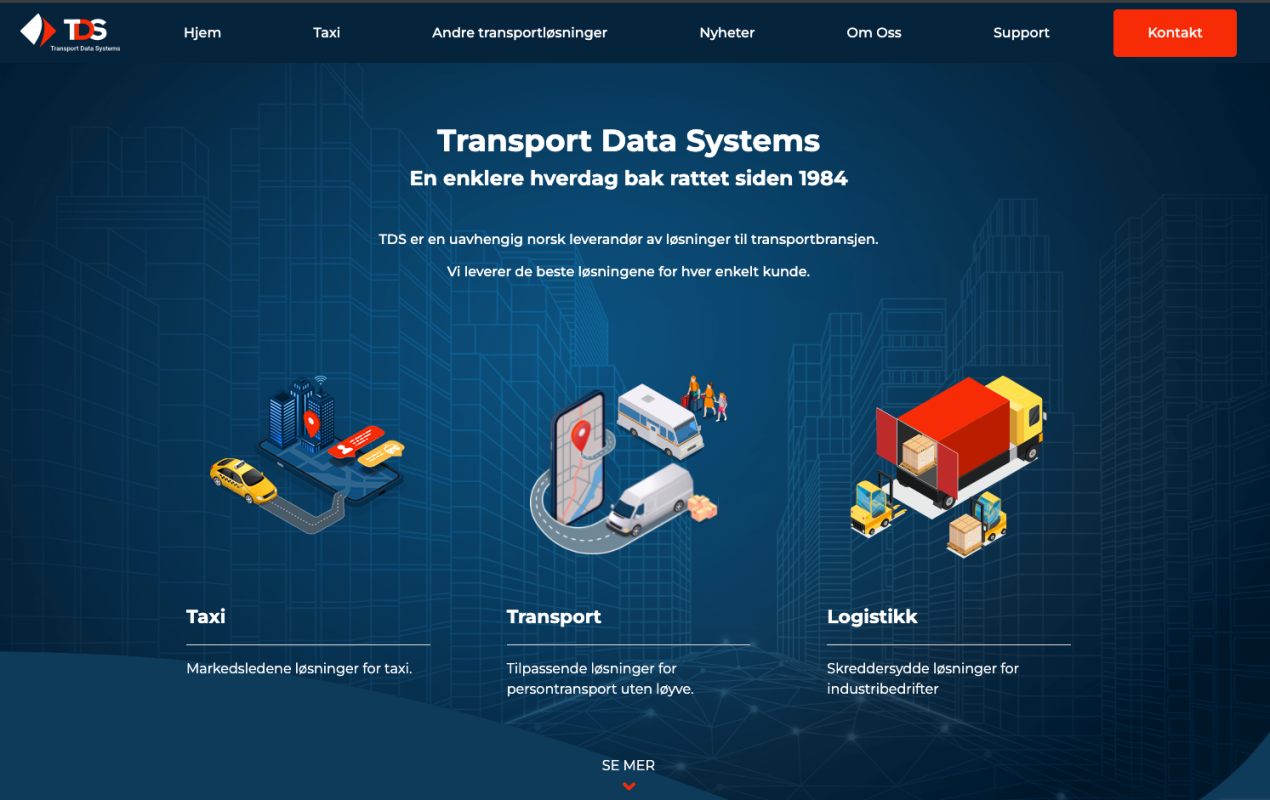 TDS
Transport Data Systems
Hjem
Taxi
Andre transportløsninger
Nyheter
Om Oss
Support
Kontakt
Transport Data Systems
En enklere hverdag bak rattet siden 1984
TDS er en uavhengig norsk leverandør av løsninger til transportbransjen.
Vi leverer de beste løsningene for hver enkelt kunde.
Taxi
Markedsledene løsninger for taxi.
Transport
Tilpassende løsninger for
persontransport uten løyve.
Logistikk
Skreddersydde løsninger for
industribedrifter
SE MER